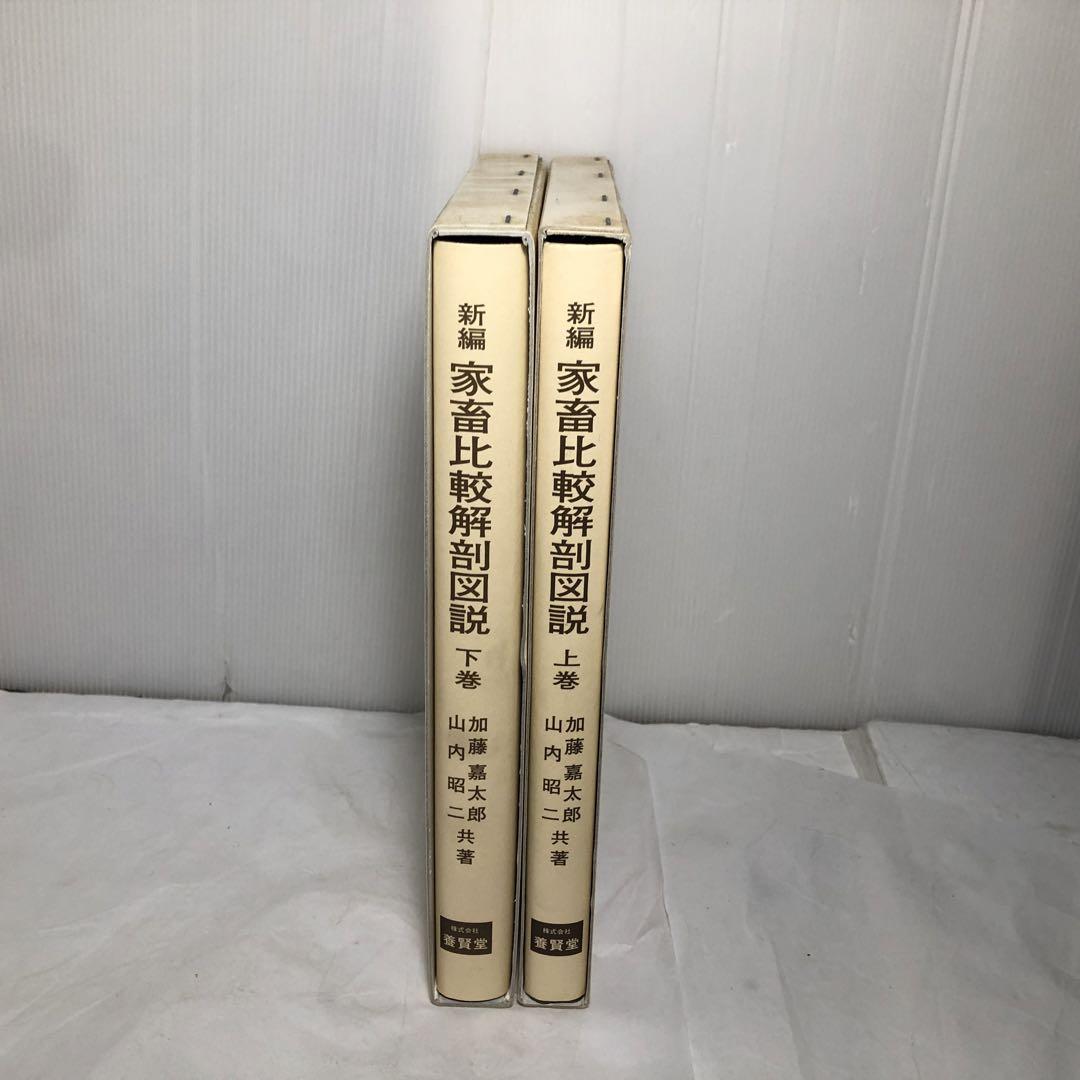 新編
家畜比較解剖図説
下巻
加藤嘉太郎
山内昭二
共著
株式会社
養賢堂
新編
家畜比較解剖図説
上巻
加藤嘉太郎
山内昭二
共著
株式会社
養賢堂